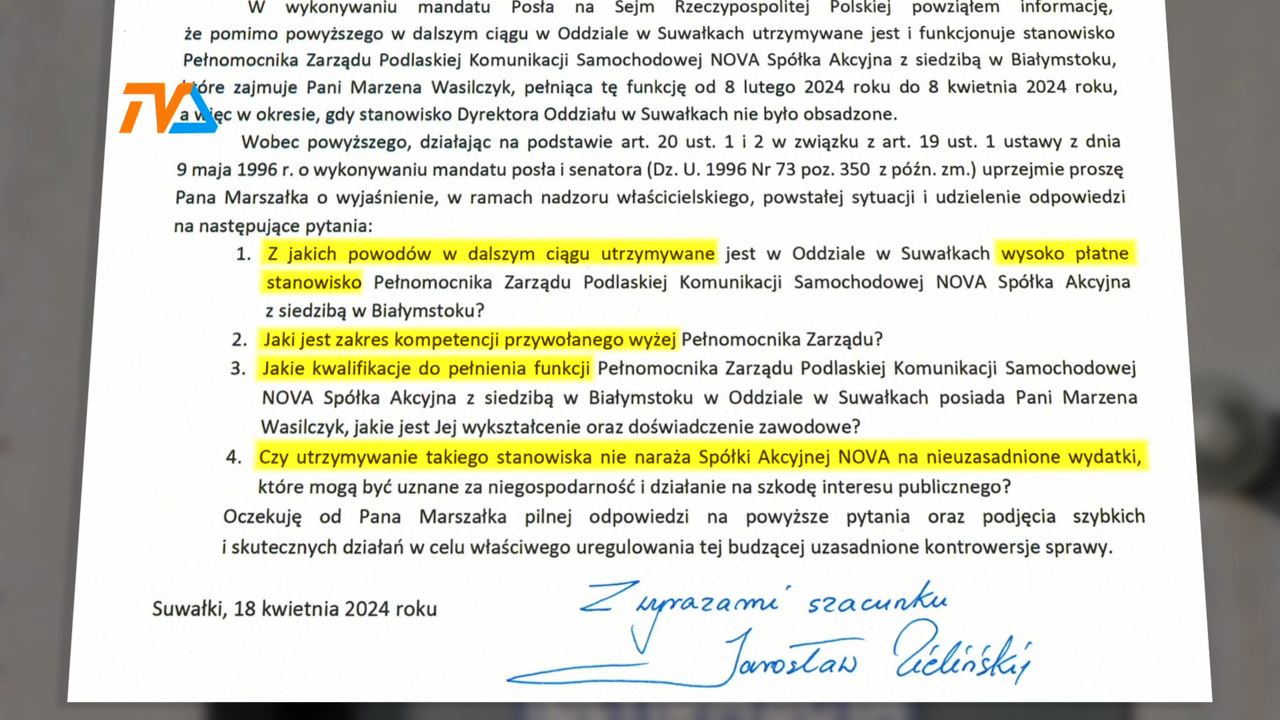 W wykonywaniu mandatu Posła na Sejm Rzeczypospolitej Polskiej powziąłem informację,
że pomimo powyższego w dalszym ciągu w Oddziale w Suwałkach utrzymywane jest i funkcjonuje stanowisko
Pełnomocnika Zarządu Podlaskiej Komunikacji Samochodowej NOVA Spółka Akcyjna z siedzibą w Białymstoku,
które zajmuje Pani Marzena Wasilczyk, pełniąca tę funkcję od 8 lutego 2024 roku do 8 kwietnia 2024 roku,
TVA
a więc w okresie, gdy stanowisko Dyrektora Oddziału w Suwałkach nie było obsadzone.
Wobec powyższego, działając na podstawie art. 20 ust. 1 i 2 w związku z art. 19 ust. 1 ustawy z dnia
9 maja 1996 r. o wykonywaniu mandatu posła i senatora (Dz. U. 1996 Nr 73 poz. 350 z późn. zm.) uprzejmie proszę
Pana Marszałka o wyjaśnienie, w ramach nadzoru właścicielskiego, powstałej sytuacji i udzielenie odpowiedzi
na następujące pytania:
1. Z jakich powodów w dalszym ciągu utrzymywane jest w Oddziale w Suwałkach wysoko płatne
stanowisko Pełnomocnika Zarządu Podlaskiej Komunikacji Samochodowej NOVA Spółka Akcyjna
z siedzibą w Białymstoku?
2. Jaki jest zakres kompetencji przywołanego wyżej Pełnomocnika Zarządu?
3. Jakie kwalifikacje do pełnienia funkcji Pełnomocnika Zarządu Podlaskiej Komunikacji Samochodowej
NOVA Spółka Akcyjna z siedzibą w Białymstoku w Oddziale w Suwałkach posiada Pani Marzena
Wasilczyk, jakie jest Jej wykształcenie oraz doświadczenie zawodowe?
4. Czy utrzymywanie takiego stanowiska nie naraża Spółki Akcyjnej NOVA na nieuzasadnione wydatki,
które mogą być uznane za niegospodarność i działanie na szkodę interesu publicznego?
Oczekuję od Pana Marszałka pilnej odpowiedzi na powyższe pytania oraz podjęcia szybkich
i skutecznych działań w celu właściwego uregulowania tej budzącej uzasadnione kontrowersje sprawy.
Z wyrazami szacunku
Suwałki, 18 kwietnia 2024 roku
Jarosław Zieliński